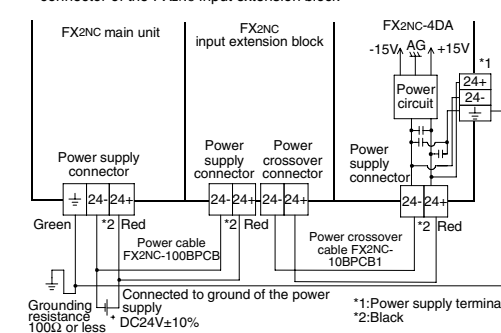 connector of the FX2NC input extension block
FX2NC main unit
FX2NC
input extension block
FX2NC-4DA
-15V AG +15V
*1
24+
24-
Power
circuit
Power supply
connector
Power
supply
connector
Power
crossover
connector
Power
supply
connector
24- 24+
24- 24+
24- 24+
24- 24+
Green
*2 Red
*2 Red
*2 Red
Power cable
FX2NC-100BPCB
Power crossover
cable FX2NC-
10BPCB1
Grounding
resistance
100Ω or less
Connected to ground of the power
supply
DC24V±10%
*1:Power supply termina
*2:Black